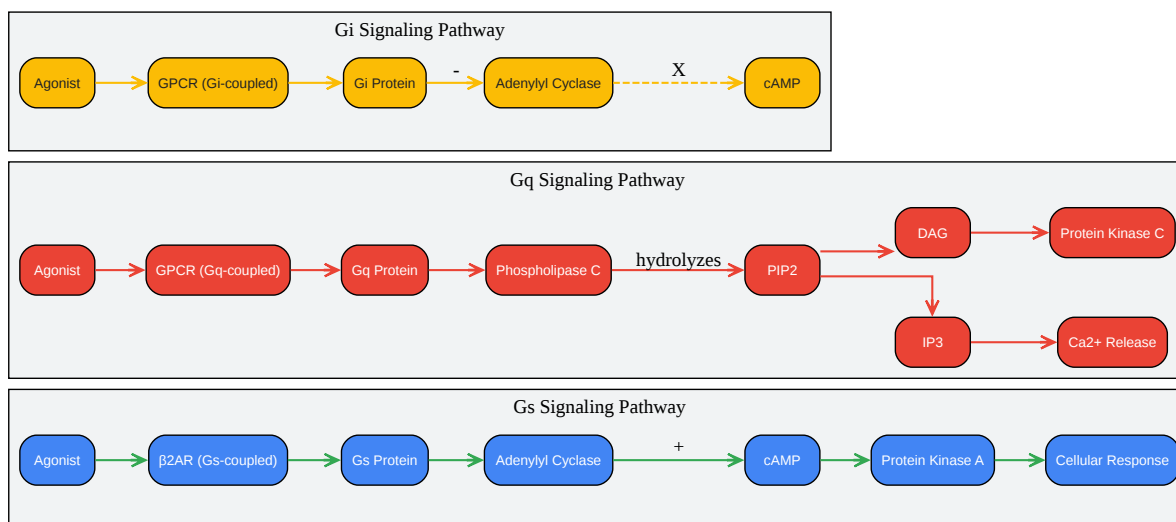 Gi Signaling Pathway
Agonist
GPCR (Gi-coupled)
Gi Protein
-
Adenylyl Cyclase
X
cAMP
Gq Signaling Pathway
Agonist
GPCR (Gq-coupled)
Gq Protein
Phospholipase C
hydrolyzes
PIP2
DAG
Protein Kinase C
IP3
Ca2+ Release
Gs Signaling Pathway
Agonist
β2AR (Gs-coupled)
Gs Protein
Adenylyl Cyclase
+
cAMP
Protein Kinase A
Cellular Response